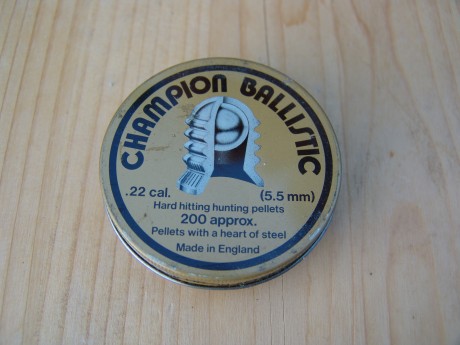 CHAMPION BALLISTIC
.22 cal. (5.5 mm)
Hard hitting hunting pellets
200 approx.
Pellets with a heart of steel
Made in England